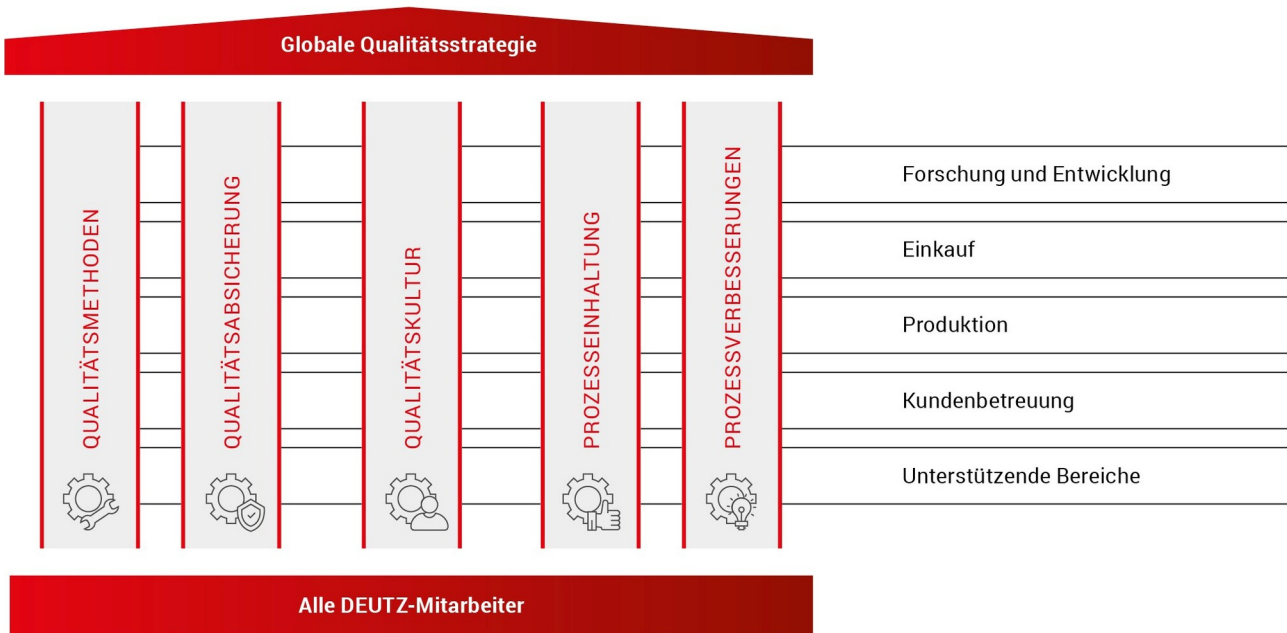 Globale Qualitätsstrategie
QUALITÄTSMETHODEN
QUALITÄTSABSICHERUNG
QUALITÄTSKULTUR
PROZESSEINHALTUNG
PROZESSVERBESSERUNGEN
Forschung und Entwicklung
Einkauf
Produktion
Kundenbetreuung
Unterstützende Bereiche
Alle DEUTZ-Mitarbeiter